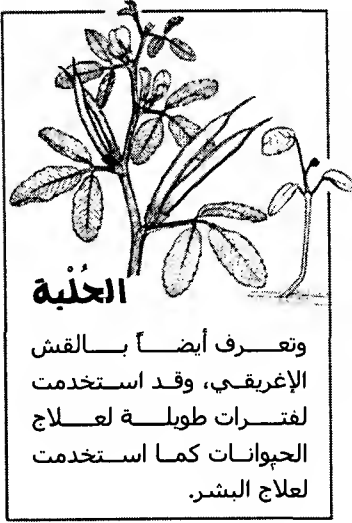 الحُلْبة
وتعرف أيضاً بالقش
الإغريقي، وقد استخدمت
لفترات طويلة لعلاج
الحيوانات كما استخدمت
لعلاج البشر.